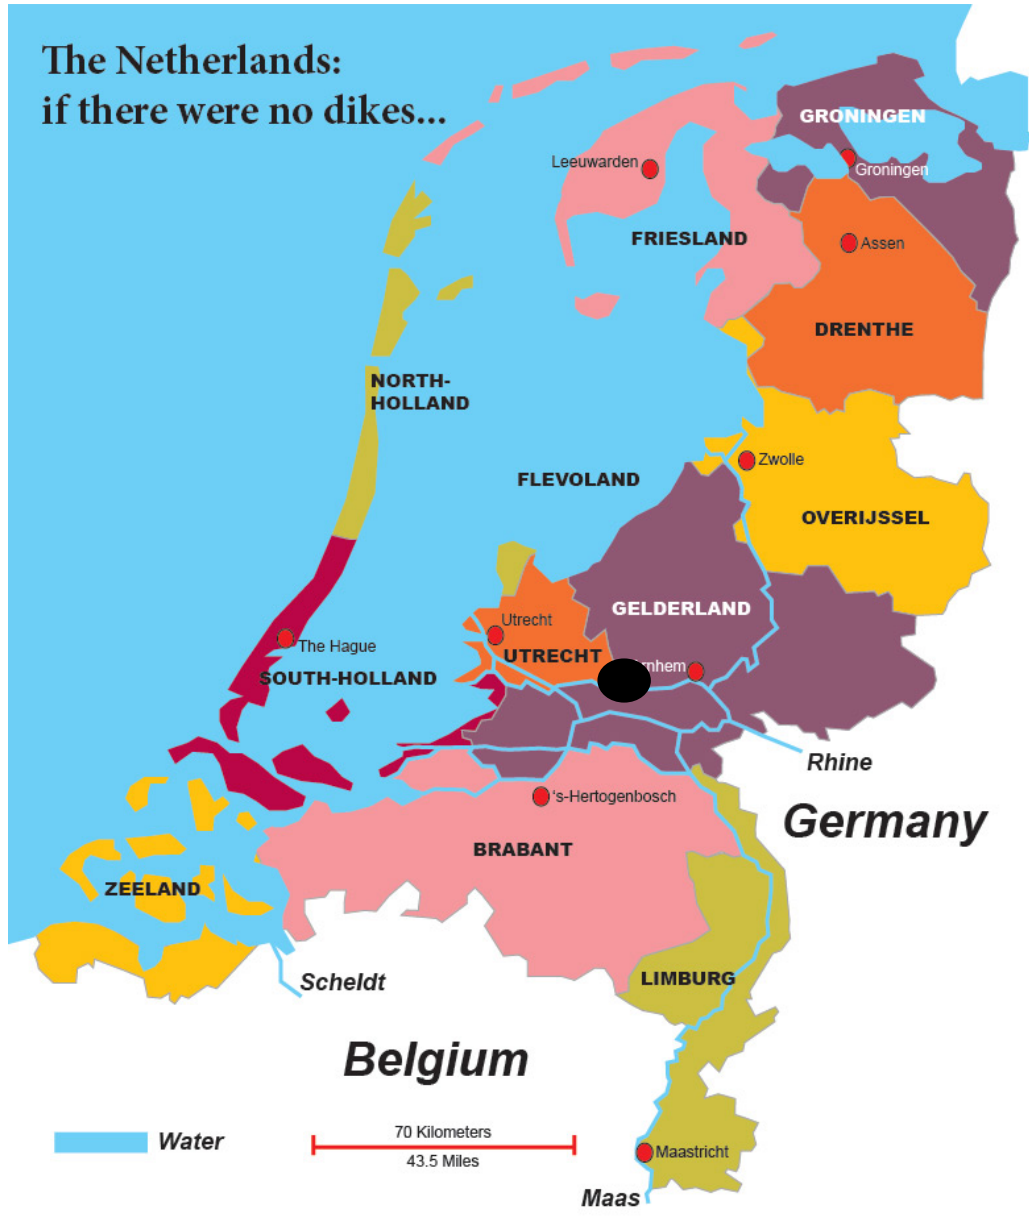 The Netherlands:
if there were no dikes...
GRONINGEN
Leeuwarden
Groningen
FRIESLAND
Assen
DRENTHE
NORTH-
HOLLAND
Zwolle
FLEVOLAND
OVERIJSSEL
GELDERLAND
Utrecht
The Hague
UTRECHT
SOUTH-HOLLAND
Rhine
's-Hertogenbosch
Germany
BRABANT
ZEELAND
LIMBURG
Scheldt
Belgium
Water
70 Kilometers
43.5 Miles
Maastricht
Maas